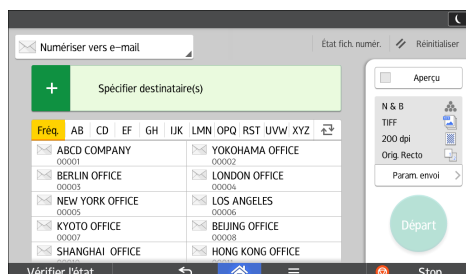 Numériser vers e-mail
État fich. numér.
Réinitialiser
+ Spécifier destinataire(s)
Aperçu
Fréq. AB CD EF GH IJK LMN OPQ RST UVW XYZ
ABCD COMPANY
00001
YOKOHAMA OFFICE
00002
BERLIN OFFICE
00003
LONDON OFFICE
00004
NEW YORK OFFICE
00005
LOS ANGELES
00006
KYOTO OFFICE
00007
BEIJING OFFICE
00008
SHANGHAI OFFICE
HONG KONG OFFICE
N & B
TIFF
200 dpi
Orig. Recto
Param. envoi
Départ
Vérifier l'état
Stop